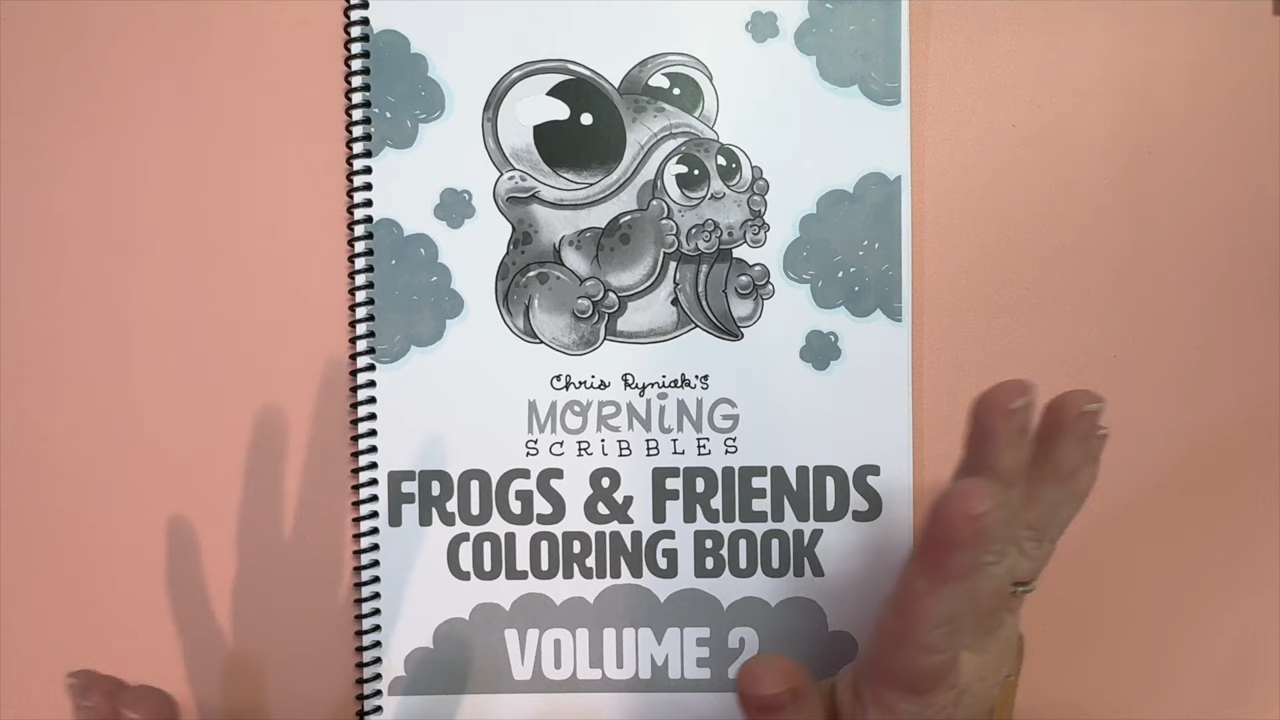 Chris Ryniak's
MORNiNG
SCRiBBLES
FROGS & FRIENDS
COLORING BOOK
VOLUME 2